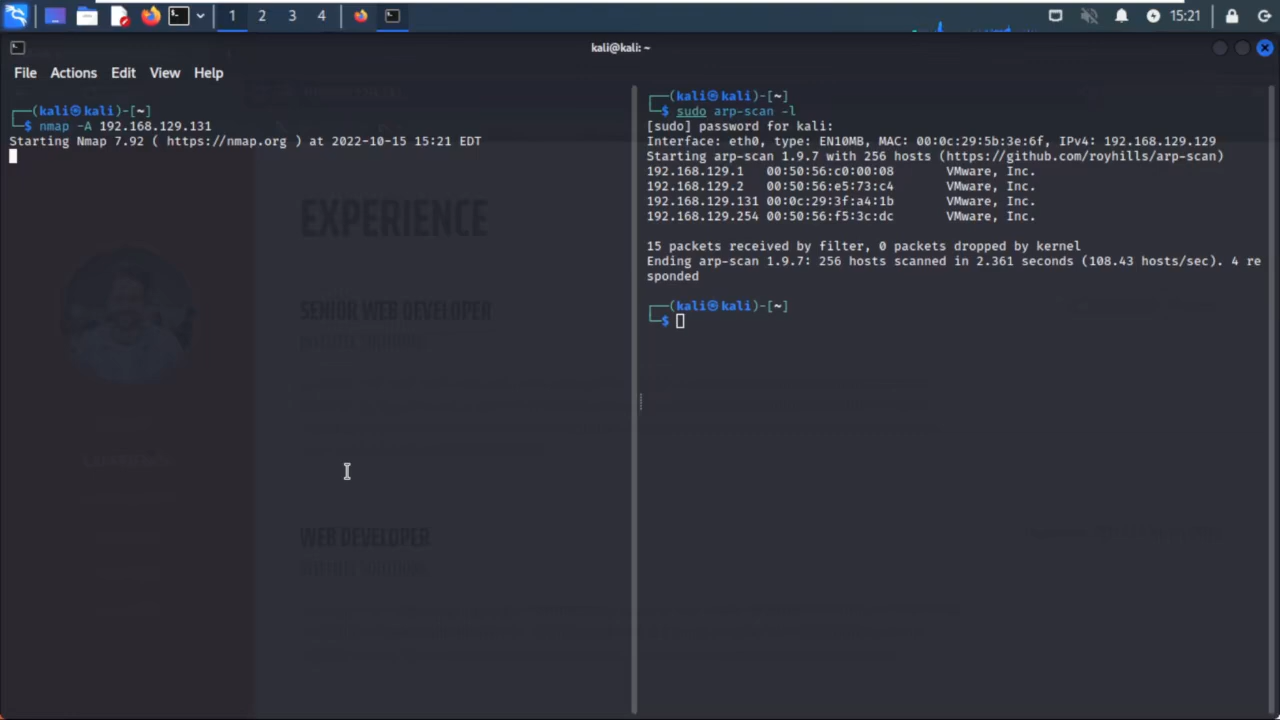 1 2 3 4
15:21
kali@kali: ~
File Actions Edit View Help
┌──(kali㉿kali)-[~]
└─$ nmap -A 192.168.129.131
Starting Nmap 7.92 ( https://nmap.org ) at 2022-10-15 15:21 EDT
EXPERIENCE
SENIOR WEB DEVELOPER
WEB DEVELOPER
┌──(kali㉿kali)-[~]
└─$ sudo arp-scan -l
[sudo] password for kali:
Interface: eth0, type: EN10MB, MAC: 00:0c:29:5b:3e:6f, IPv4: 192.168.129.129
Starting arp-scan 1.9.7 with 256 hosts (https://github.com/royhills/arp-scan)
192.168.129.1 00:50:56:c0:00:08 VMware, Inc.
192.168.129.2 00:50:56:e5:73:c4 VMware, Inc.
192.168.129.131 00:0c:29:3f:a4:1b VMware, Inc.
192.168.129.254 00:50:56:f5:3c:dc VMware, Inc.
15 packets received by filter, 0 packets dropped by kernel
Ending arp-scan 1.9.7: 256 hosts scanned in 2.361 seconds (108.43 hosts/sec). 4 re
sponded
┌──(kali㉿kali)-[~]
└─$